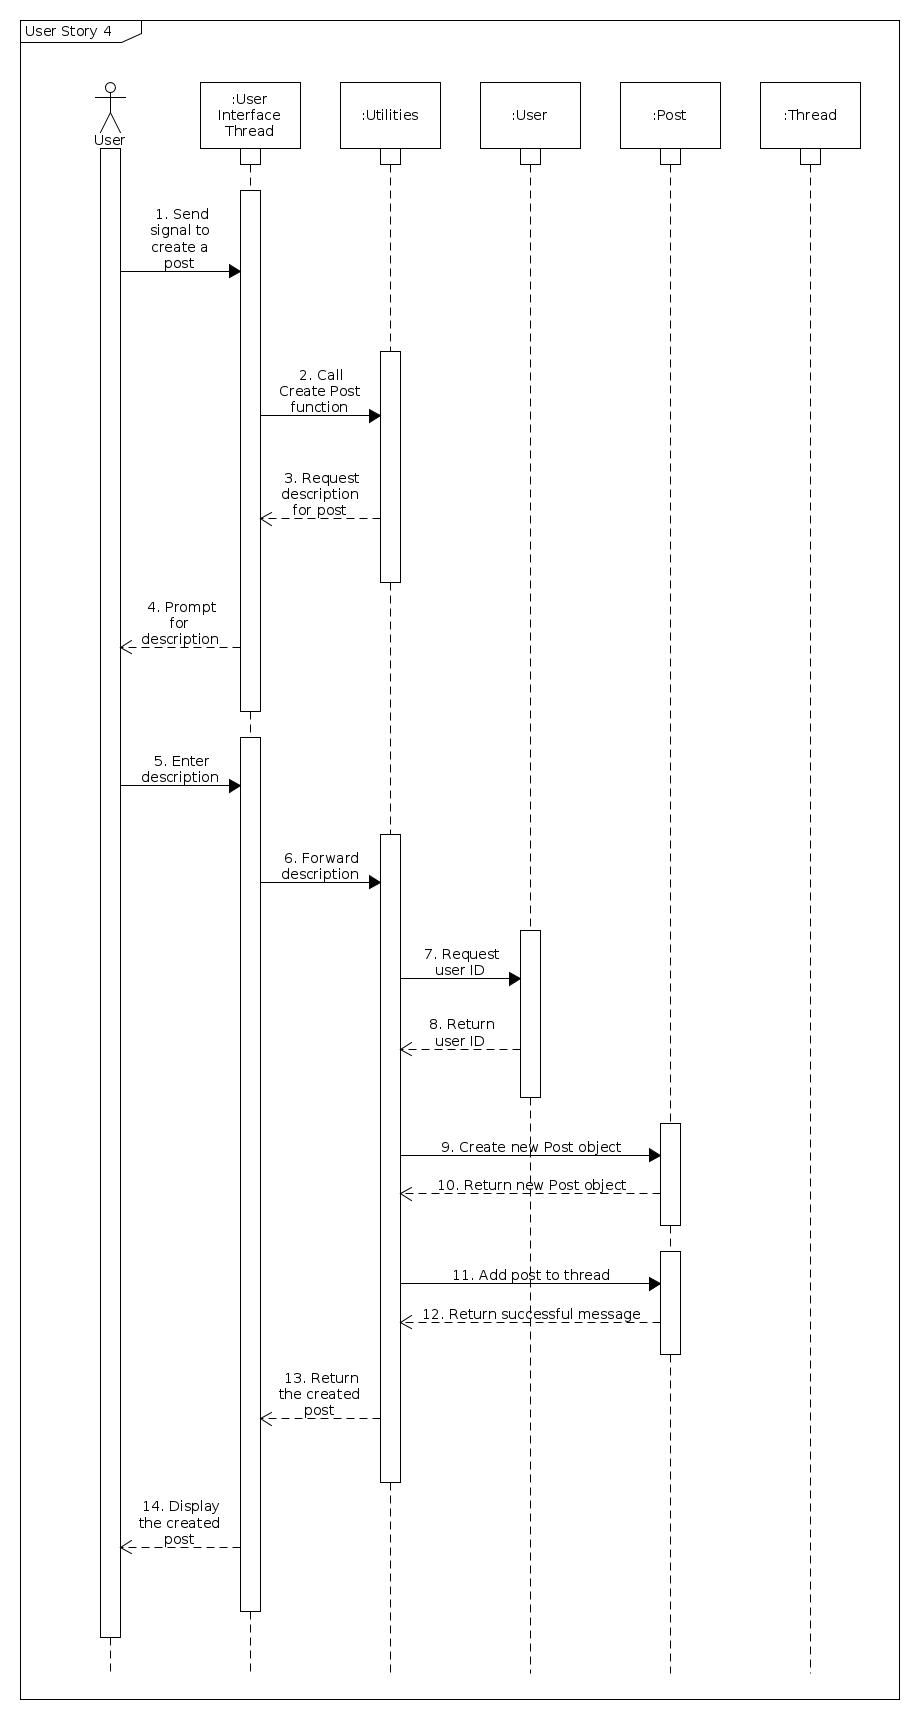 User Story 4
User
:User
Interface
Thread
:Utilities
:User
:Post
:Thread
1. Send
signal to
create a
post
2. Call
Create Post
function
3. Request
description
for post
4. Prompt
for
description
5. Enter
description
6. Forward
description
7. Request
user ID
8. Return
user ID
9. Create new Post object
10. Return new Post object
11. Add post to thread
12. Return successful message
13. Return
the created
post
14. Display
the created
post